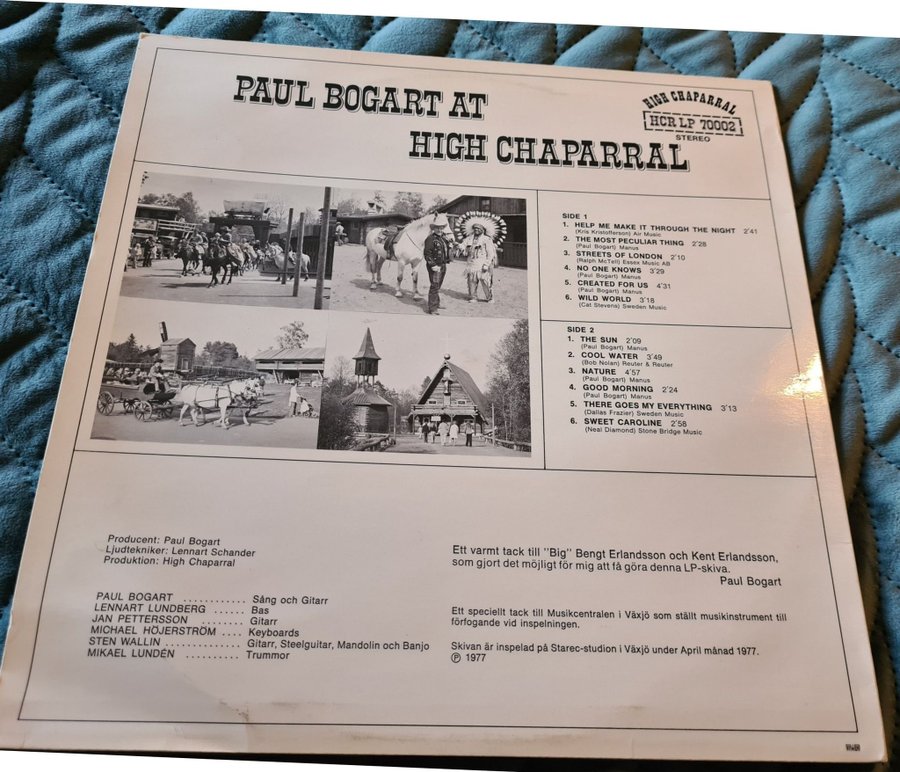 PAUL BOGART AT
HIGH CHAPARRAL
HIGH CHAPARRAL
HCR LP 70002
STEREO
SIDE 1
1. HELP ME MAKE IT THROUGH THE NIGHT 2'41
(Kris Kristofferson) Air Music
2. THE MOST PECULIAR THING 2'28
(Paul Bogart) Manus
3. STREETS OF LONDON 2'10
(Ralph McTell) Essex Music AB
4. NO ONE KNOWS 3'29
(Paul Bogart) Manus
5. CREATED FOR US 4'31
(Paul Bogart) Manus
6. WILD WORLD 3'18
(Cat Stevens) Sweden Music
SIDE 2
1. THE SUN 2'09
(Paul Bogart) Manus
2. COOL WATER 3'49
(Bob Nolan) Reuter & Reuter
3. NATURE 4'57
(Paul Bogart) Manus
4. GOOD MORNING 2'24
(Paul Bogart) Manus
5. THERE GOES MY EVERYTHING 3'13
(Dallas Frazier) Sweden Music
6. SWEET CAROLINE 2'58
(Neal Diamond) Stone Bridge Music
Producent: Paul Bogart
Ljudtekniker: Lennart Schander
Produktion: High Chaparral
PAUL BOGART ............ Sång och Gitarr
LENNART LUNDBERG ...... Bas
JAN PETTERSSON ........ Gitarr
MICHAEL HÖJERSTRÖM .... Keyboards
STEN WALLIN .............. Gitarr, Steelguitar, Mandolin och Banjo
MIKAEL LUNDÉN .......... Trummor
Ett varmt tack till "Big" Bengt Erlandsson och Kent Erlandsson,
som gjort det möjligt för mig att få göra denna LP-skiva.
Paul Bogart
Ett speciellt tack till Musikcentralen i Växjö som ställt musikinstrument till
förfogande vid inspelningen.
Skivan är inspelad på Starec-studion i Växjö under April månad 1977.
Ⓟ 1977